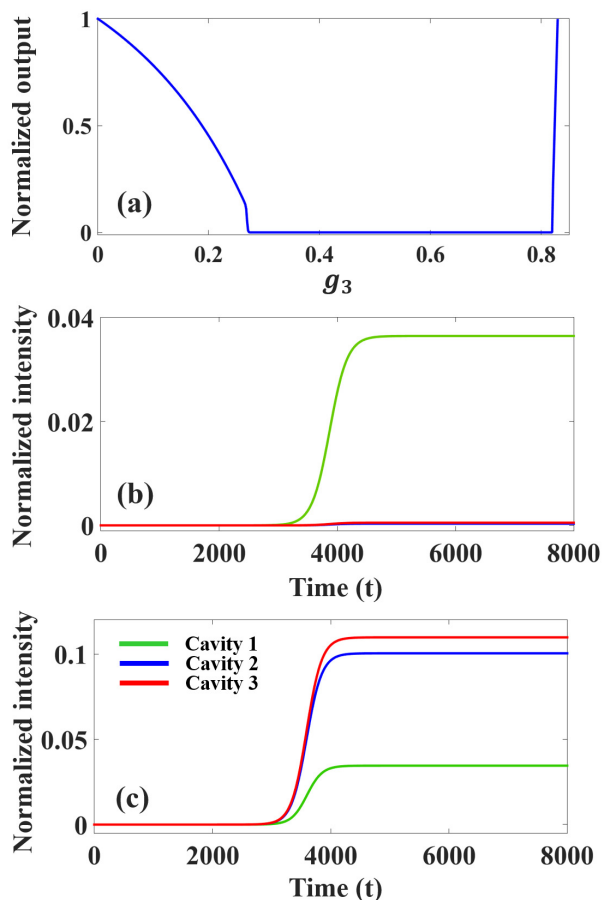 1
0.5
0
Normalized output
(a)
0 0.2 0.4 0.6 0.8
g3
0.04
0.02
0
Normalized intensity
(b)
0 2000 4000 6000 8000
Time (t)
0.1
0.05
0
Normalized intensity
Cavity 1
Cavity 2
Cavity 3
(c)
0 2000 4000 6000 8000
Time (t)